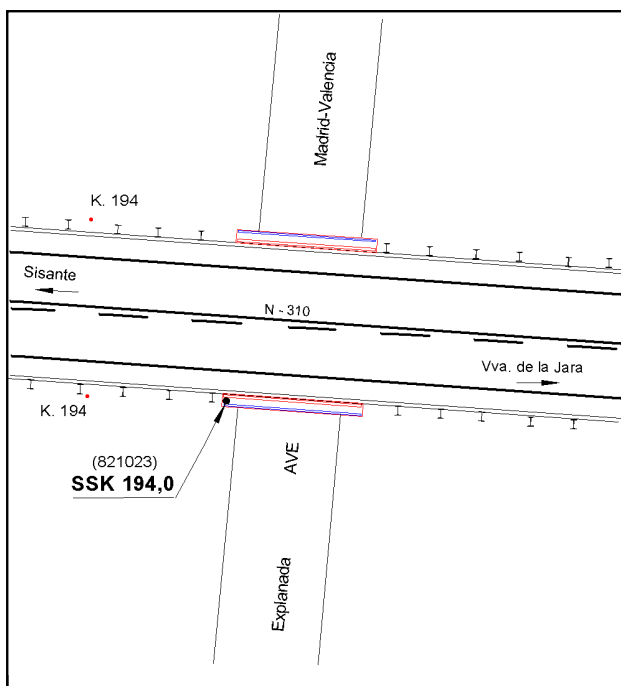 Madrid-Valencia
K. 194
Sisante
N - 310
Vva. de la Jara
K. 194
(821023)
SSK 194,0
AVE
Explanada